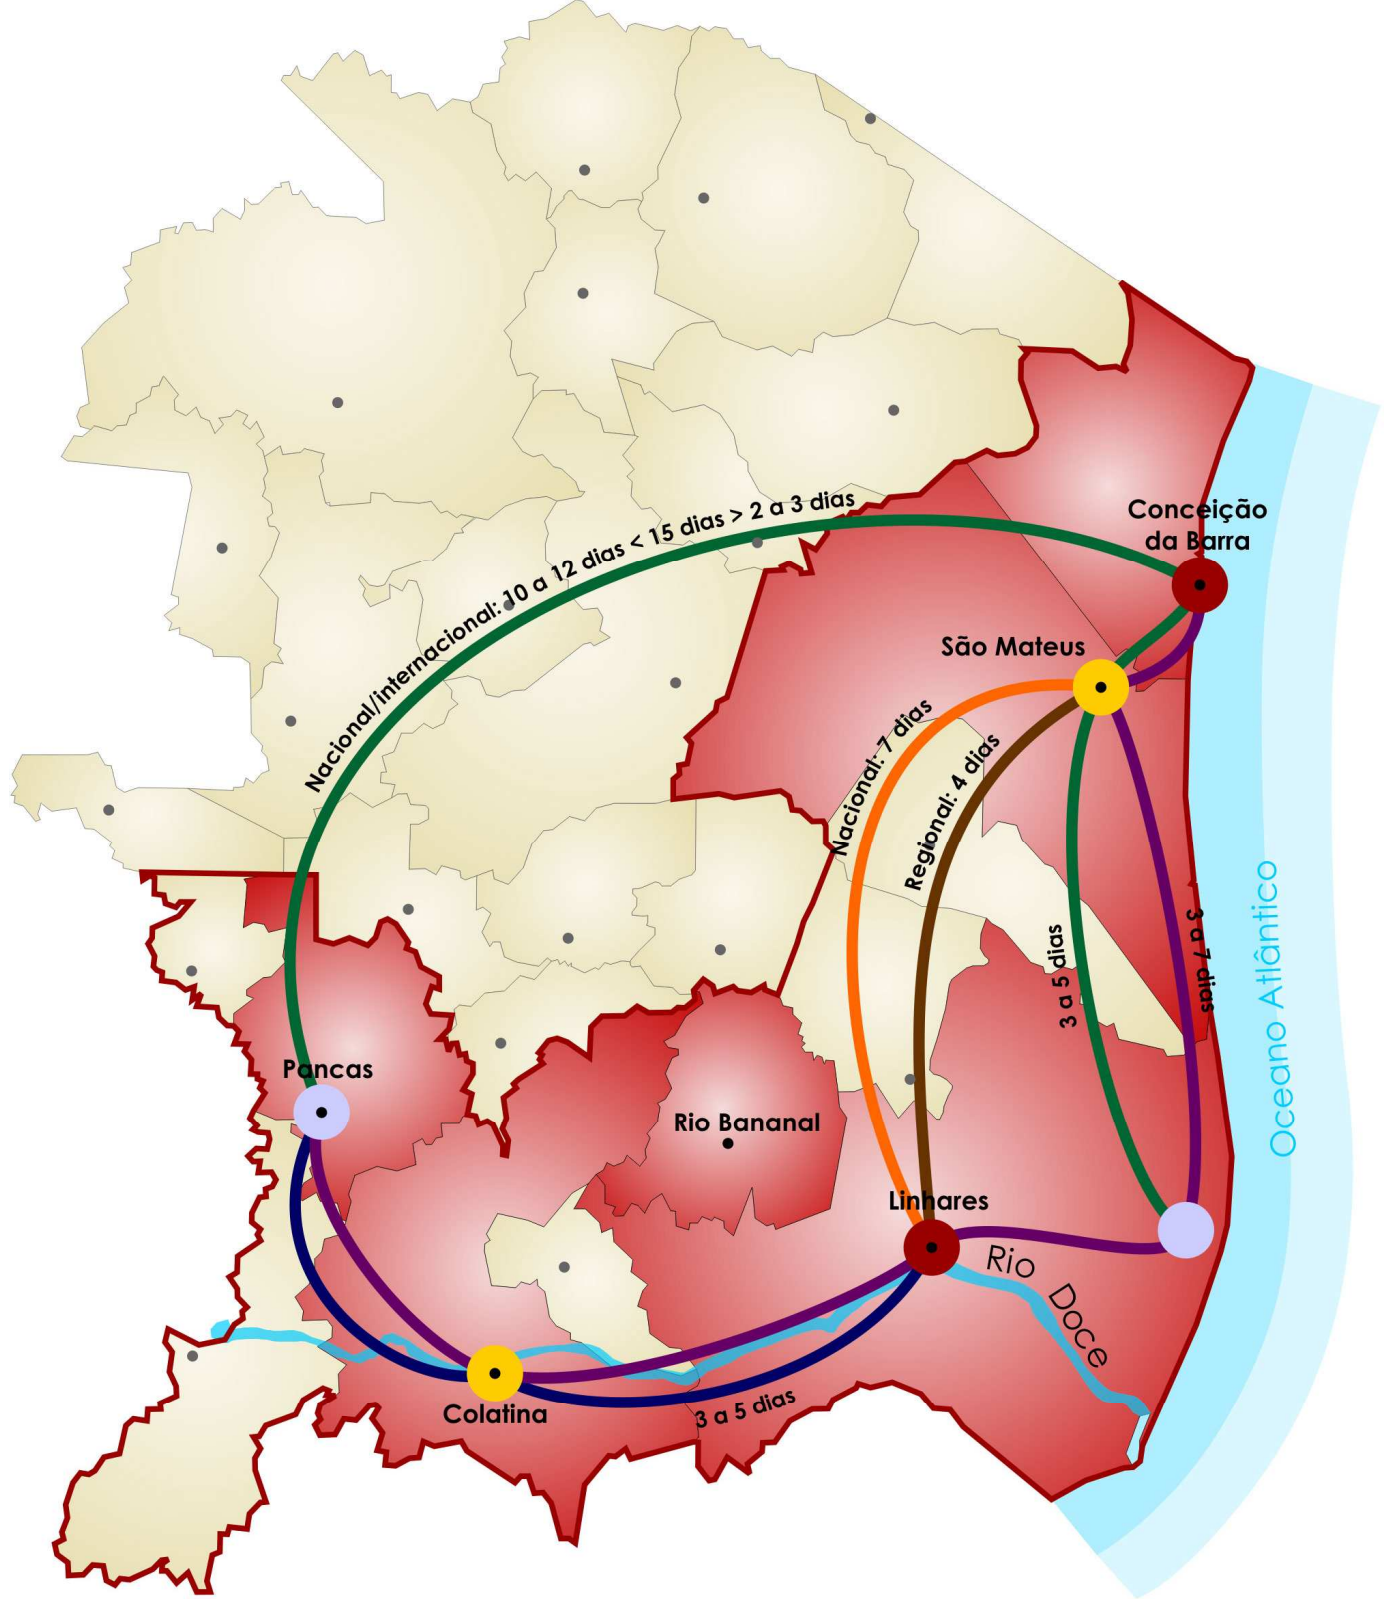 Nacional/internacional: 10 a 12 dias < 15 dias > 2 a 3 dias
Conceição
da Barra
São Mateus
Nacional: 7 dias
Regional: 4 dias
3 a 5 dias
3 a 7 dias
Oceano Atlântico
Pancas
Rio Bananal
Linhares
Rio Doce
Colatina
3 a 5 dias